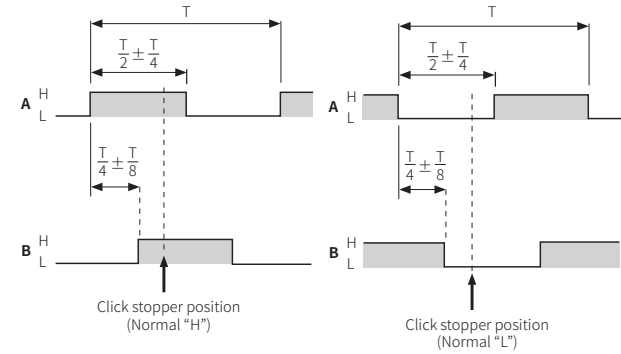 T
T/2 ± T/4
A H
L
T/4 ± T/8
B H
L
Click stopper position
(Normal “H”)
T
T/2 ± T/4
A H
L
T/4 ± T/8
B H
L
Click stopper position
(Normal “L”)